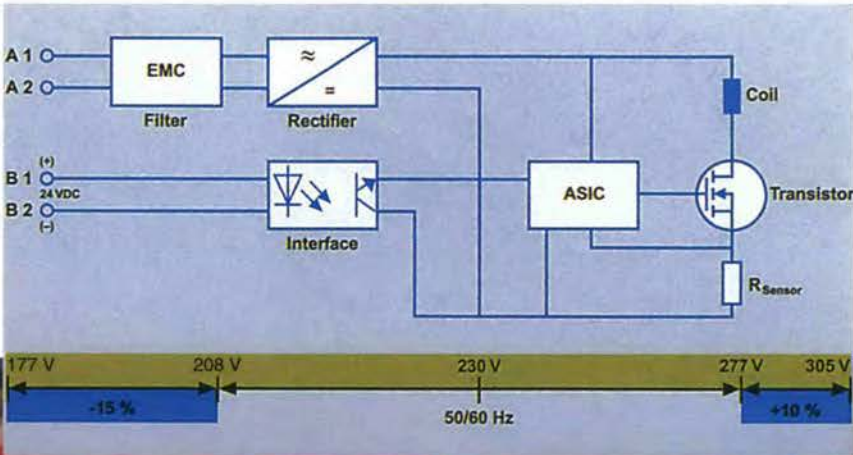 A 1
A 2
EMC
Filter
≈
=
Rectifier
Coil
B 1 (+)
24 VDC
B 2 (–)
Interface
ASIC
Transistor
R Sensor
177 V 208 V 230 V 277 V 305 V
-15 % 50/60 Hz +10 %